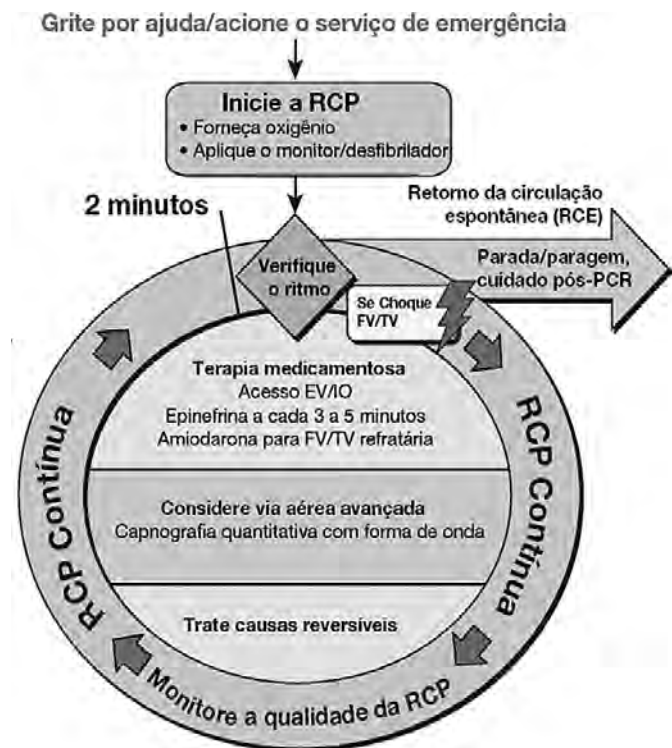 Grite por ajuda/acione o serviço de emergência
Inicie a RCP
• Forneça oxigênio
• Aplique o monitor/desfibrilador
2 minutos
Retorno da circulação
espontânea (RCE)
Parada/paragem,
cuidado pós-PCR
Verifique
o ritmo
Se Choque
FV/TV
Terapia medicamentosa
Acesso EV/IO
Epinefrina a cada 3 a 5 minutos
Amiodarona para FV/TV refratária
Considere via aérea avançada
Capnografia quantitativa com forma de onda
Trate causas reversíveis
RCP Contínua
RCP Contínua
Monitore a qualidade da RCP